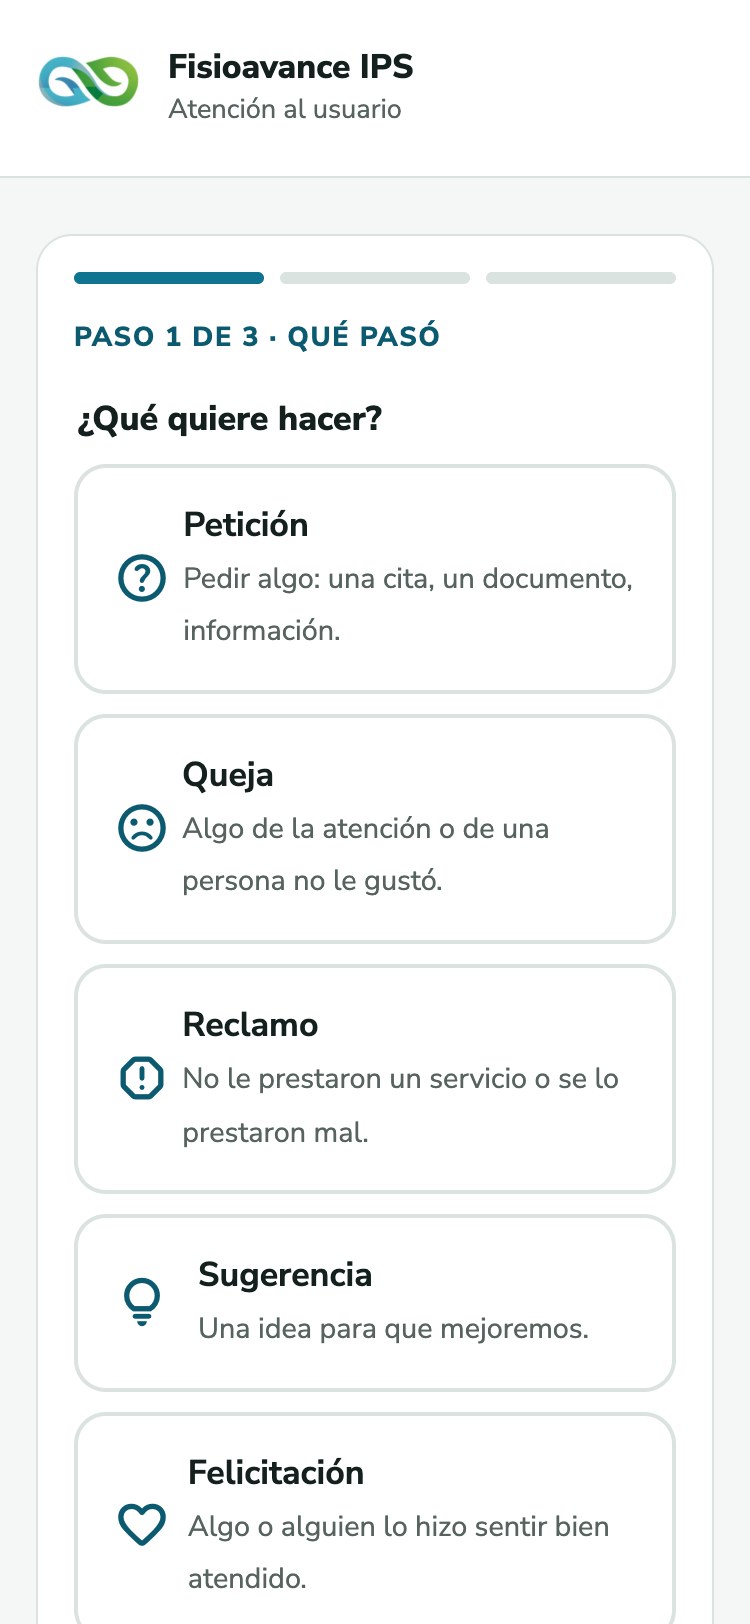 Fisioavance IPS
Atención al usuario
PASO 1 DE 3 · QUÉ PASÓ
¿Qué quiere hacer?
Petición
Pedir algo: una cita, un documento,
información.
Queja
Algo de la atención o de una
persona no le gustó.
Reclamo
No le prestaron un servicio o se lo
prestaron mal.
Sugerencia
Una idea para que mejoremos.
Felicitación
Algo o alguien lo hizo sentir bien
atendido.